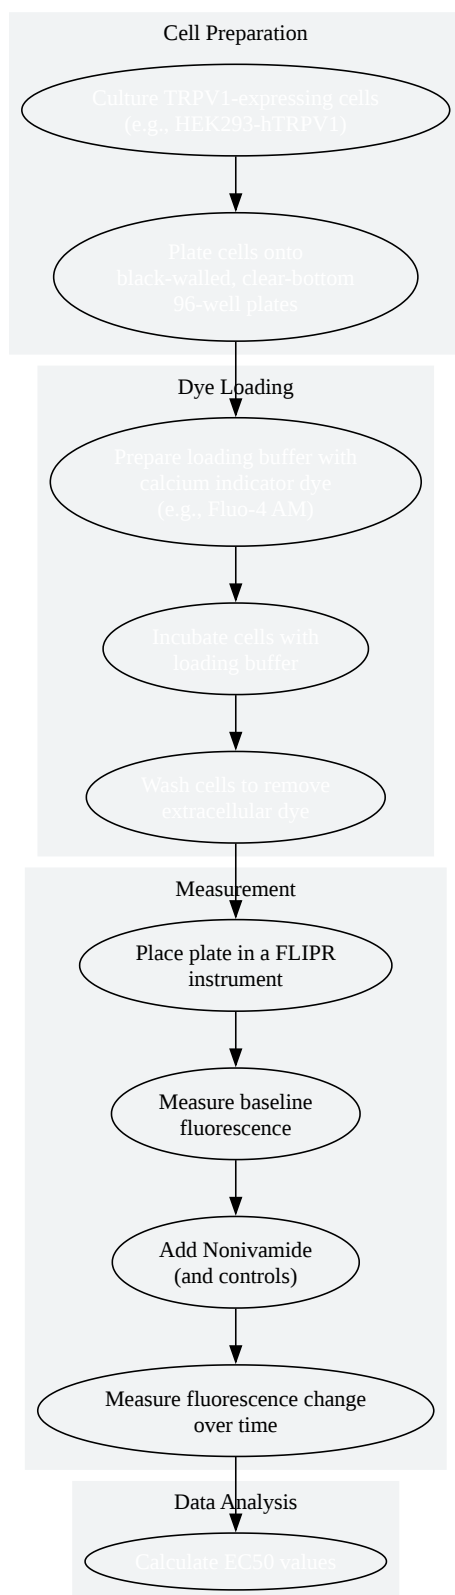 Cell Preparation
Culture TRPV1-expressing cells
(e.g., HEK293-hTRPV1)
Plate cells onto
black-walled, clear-bottom
96-well plates
Dye Loading
Prepare loading buffer with
calcium indicator dye
(e.g., Fluo-4 AM)
Incubate cells with
loading buffer
Wash cells to remove
extracellular dye
Measurement
Place plate in a FLIPR
instrument
Measure baseline
fluorescence
Add Nonivamide
(and controls)
Measure fluorescence change
over time
Data Analysis
Calculate EC50 values